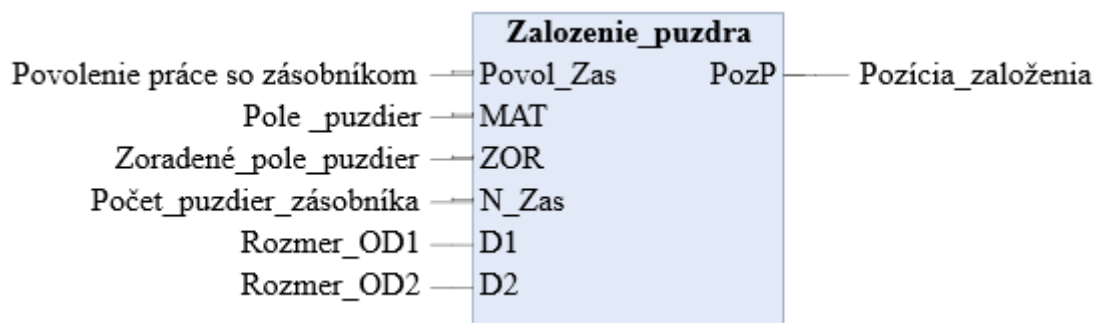 Zalozenie_puzdra
Povolenie práce so zásobníkom Povol_Zas PozP Pozícia_založenia
Pole _puzdier MAT
Zoradené_pole_puzdier ZOR
Počet_puzdier_zásobníka N_Zas
Rozmer_OD1 D1
Rozmer_OD2 D2